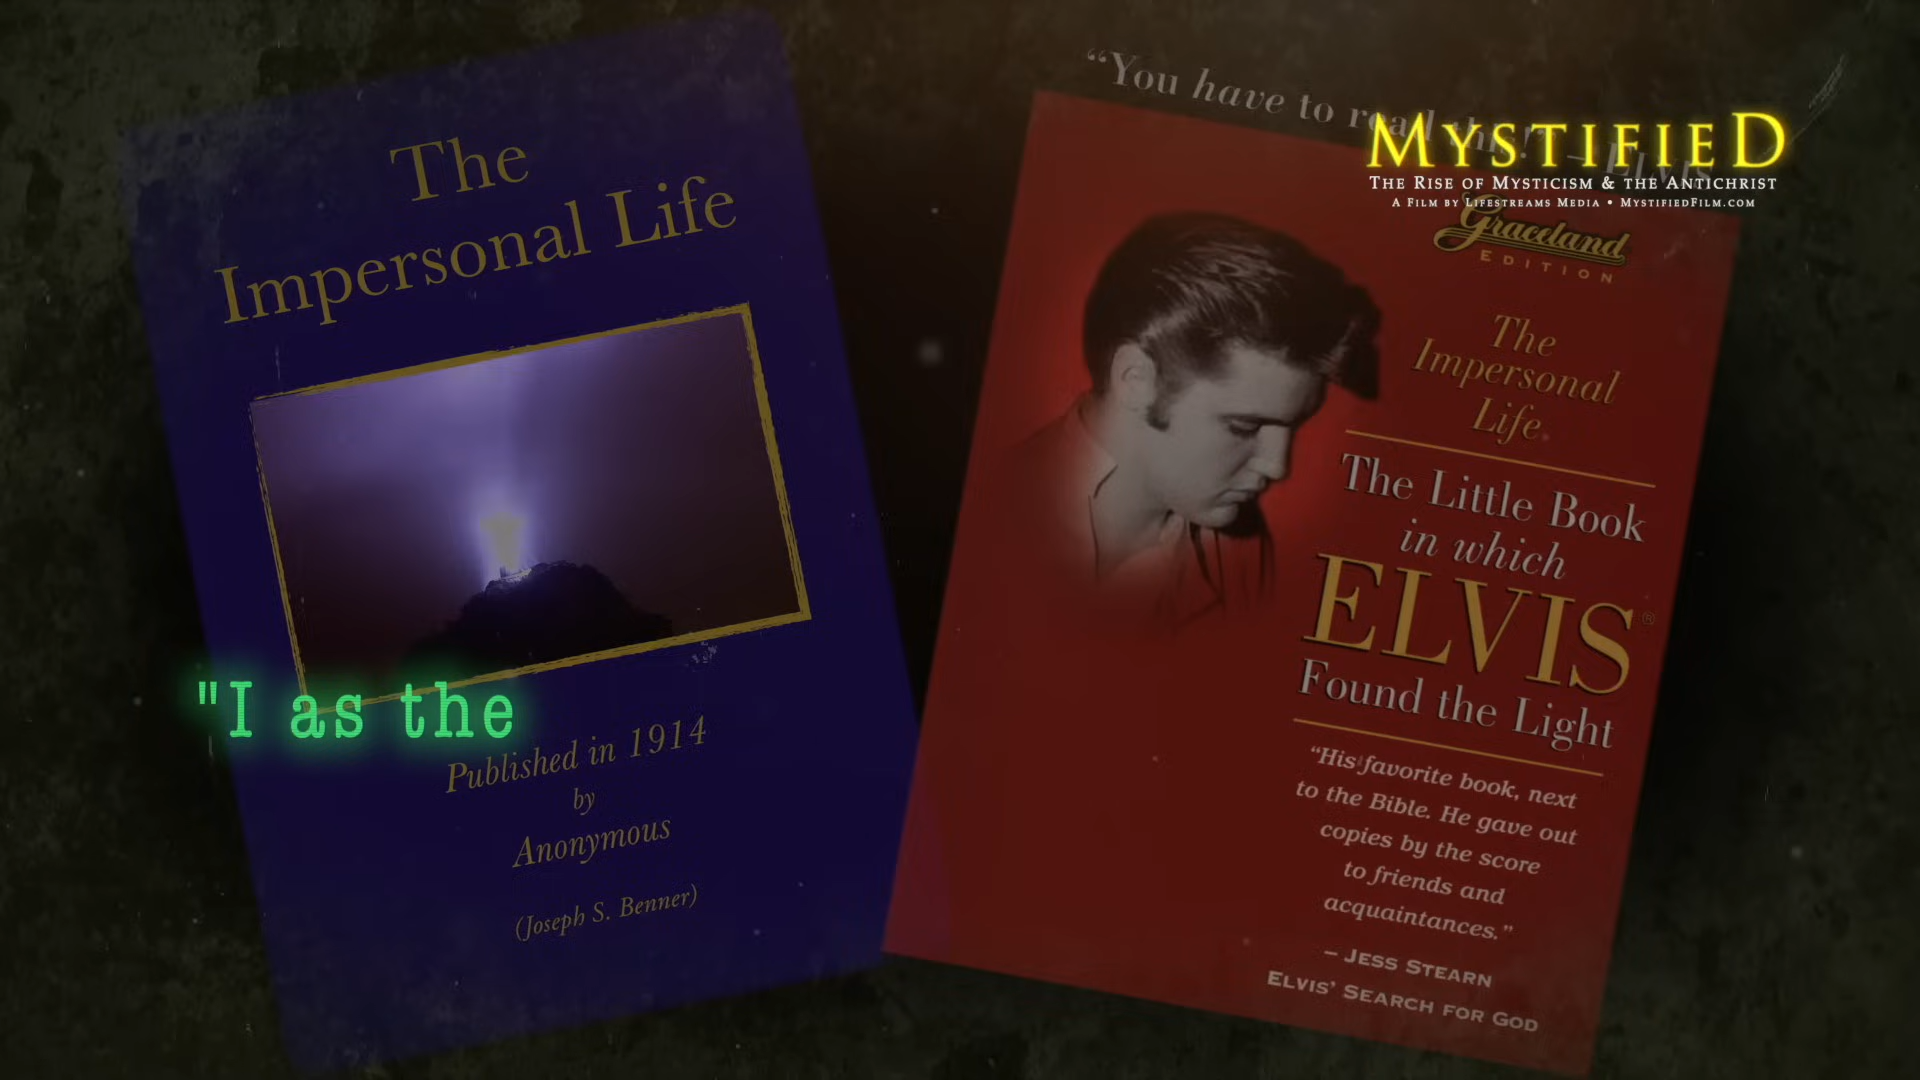 The
Impersonal Life
"I as the
Published in 1914
by
Anonymous
(Joseph S. Benner)
“You have to read this!” – Elvis
MYSTIFIED
THE RISE OF MYSTICISM & THE ANTICHRIST
A FILM BY LIFESTREAMS MEDIA • MYSTIFIEDFILM.COM
Graceland
EDITION
The
Impersonal
Life
The Little Book
in which
ELVIS®
Found the Light
“His favorite book, next
to the Bible. He gave out
copies by the score
to friends and
acquaintances.”
– JESS STEARN
ELVIS’ SEARCH FOR GOD